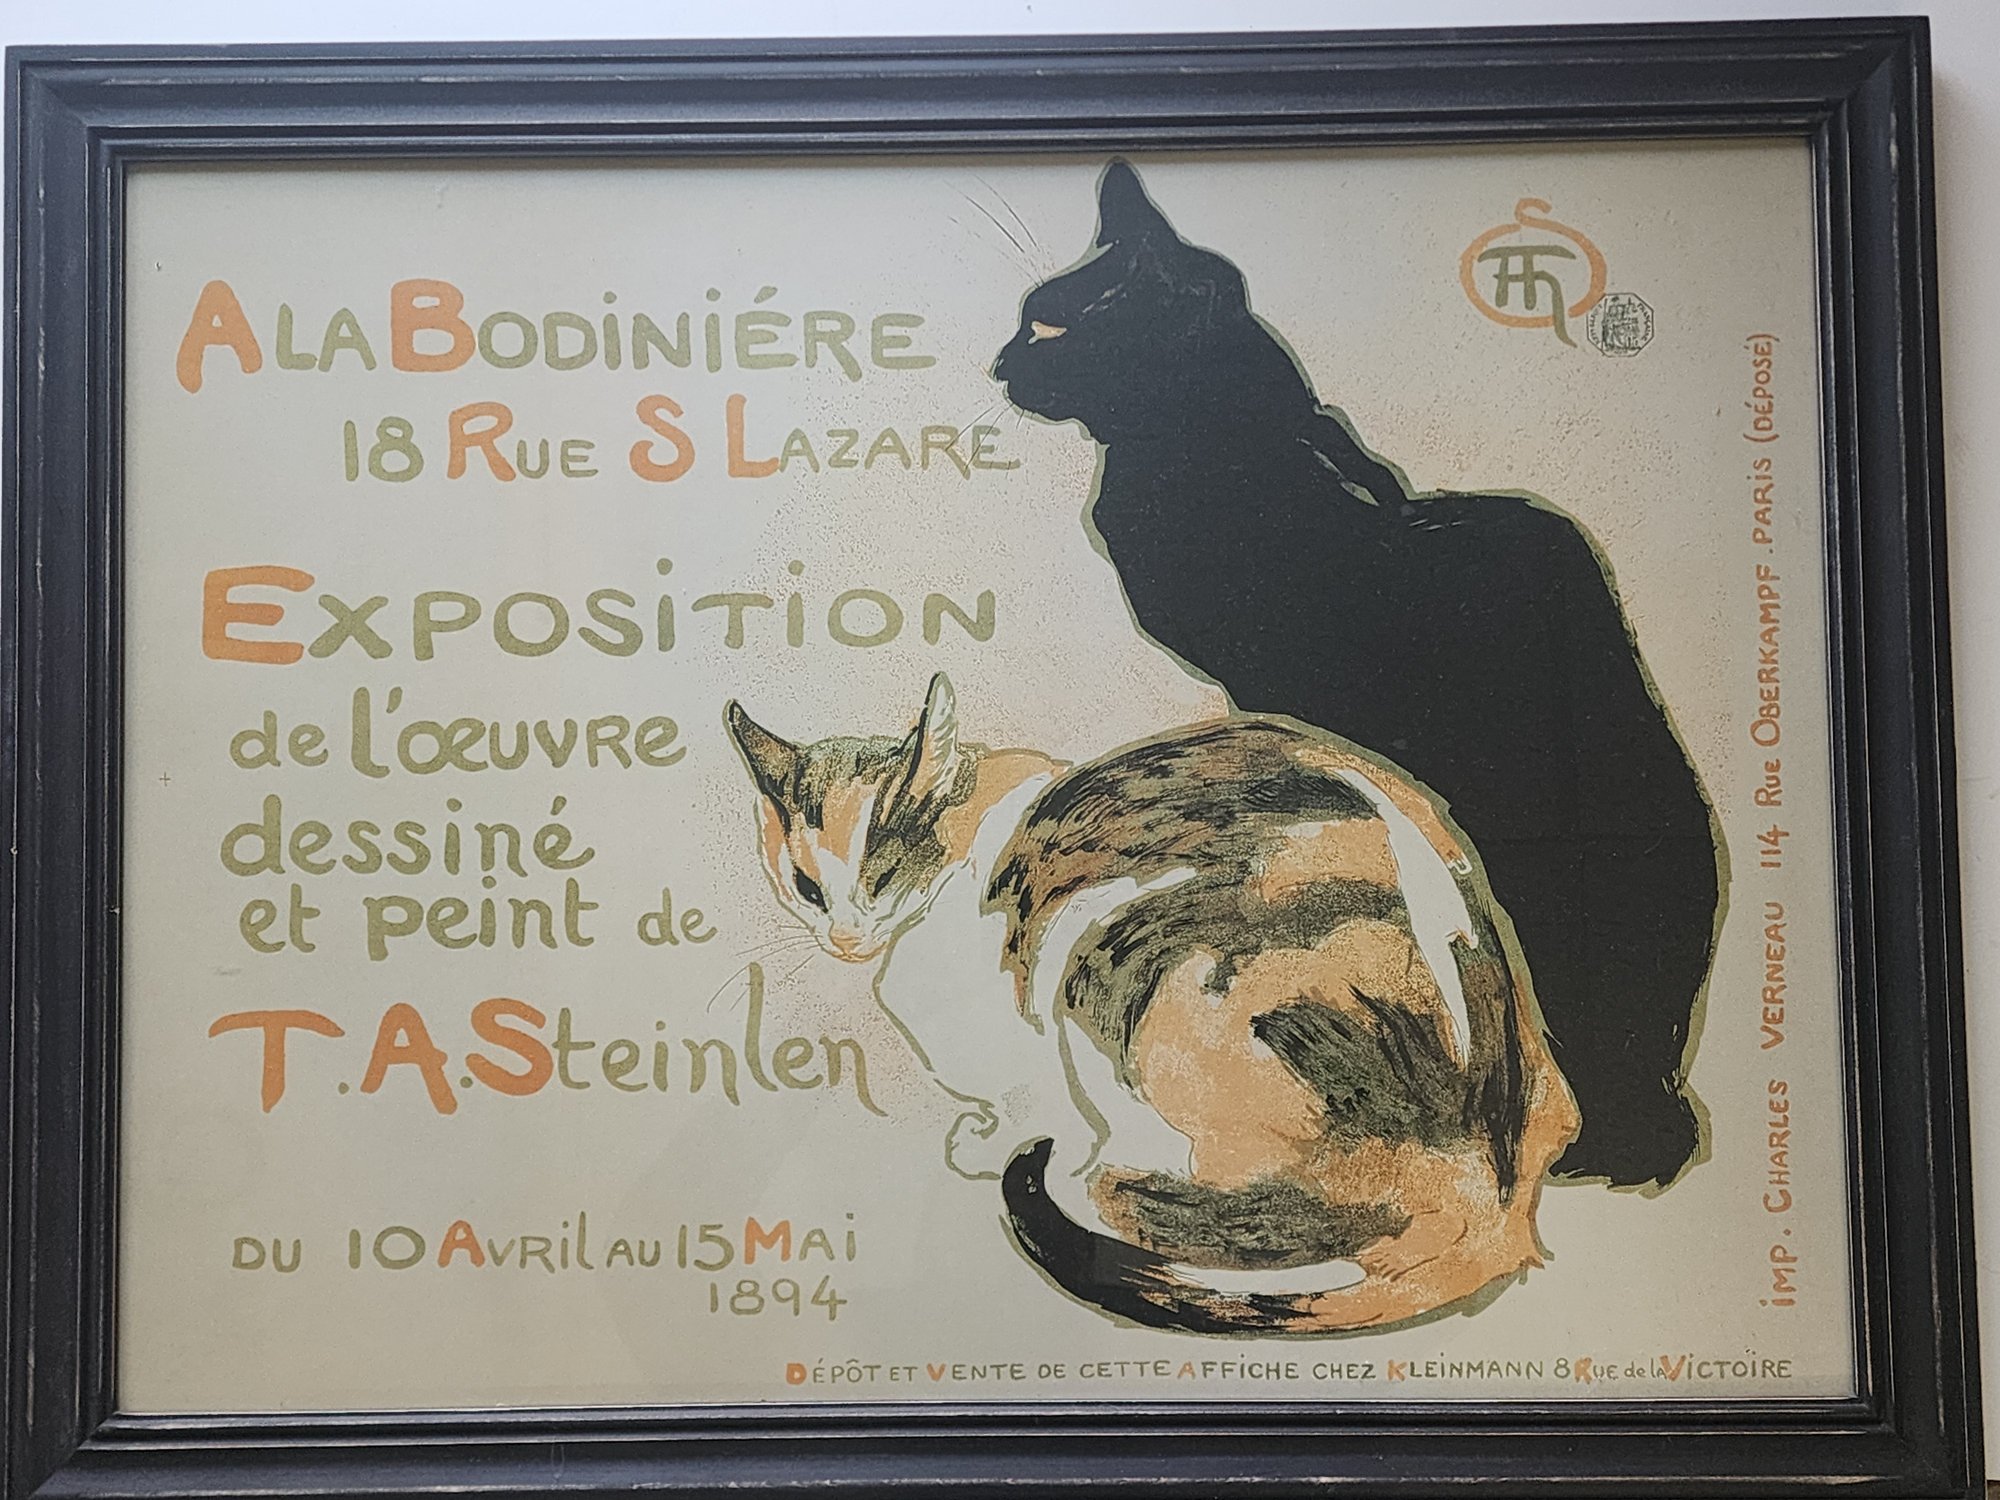 A LA BODINIÉRE
18 RUE S LAZARE
EXPOSITION
de l'œuvre
dessiné
et peint de
T.A.Steinlen
DU 10 AVRIL AU 15 MAI
1894
DÉPÔT ET VENTE DE CETTE AFFICHE CHEZ KLEINMANN 8 RUE de la VICTOIRE
IMP. CHARLES VERNEAU 114 RUE OBERKAMPF. PARIS (DÉPOSÉ)